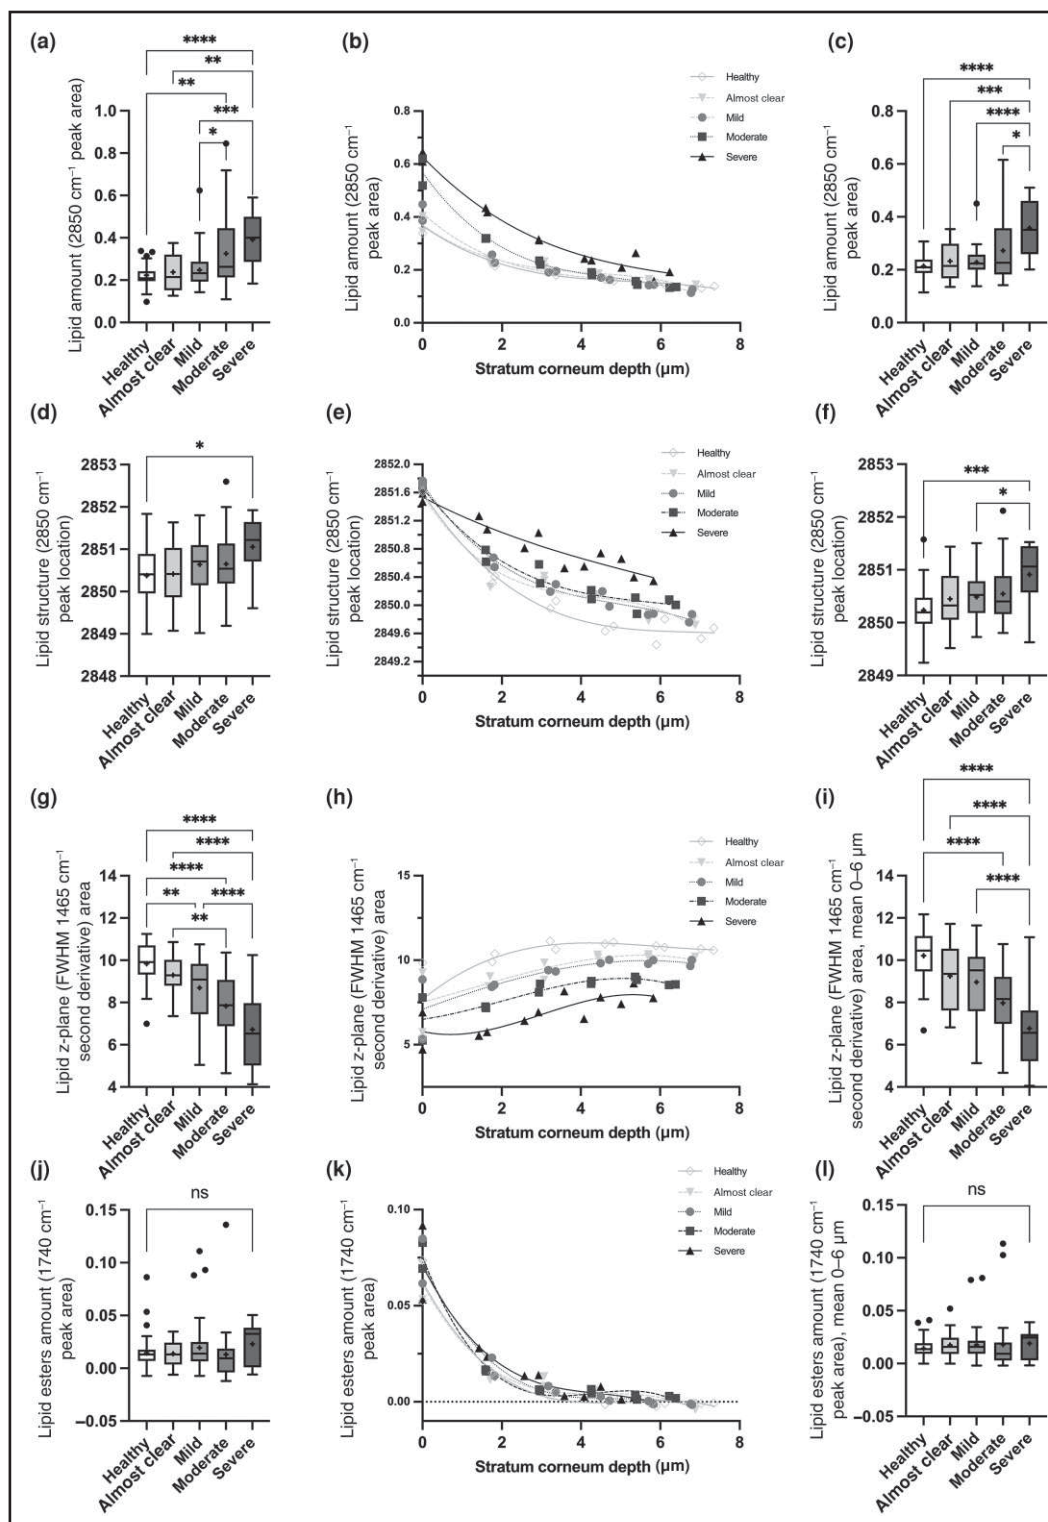 (a)
Lipid amount (2850 cm⁻¹ peak area)
1.0
0.8
0.6
0.4
0.2
0.0
****
**
**
***
*
Healthy
Almost clear
Mild
Moderate
Severe
(b)
Lipid amount (2850 cm⁻¹
peak area)
0.8
0.6
0.4
0.2
0.0
0
2
4
6
8
Stratum corneum depth (µm)
Healthy
Almost clear
Mild
Moderate
Severe
(c)
Lipid amount (2850 cm⁻¹
peak area)
0.8
0.6
0.4
0.2
0.0
****
***
****
*
Healthy
Almost clear
Mild
Moderate
Severe
(d)
Lipid structure (2850 cm⁻¹
peak location)
2853
2852
2851
2850
2849
2848
*
Healthy
Almost clear
Mild
Moderate
Severe
(e)
Lipid structure (2850 cm⁻¹
peak location)
2852.0
2851.6
2851.2
2850.8
2850.4
2850.0
2849.6
2849.2
0
2
4
6
8
Stratum corneum depth (µm)
Healthy
Almost clear
Mild
Moderate
Severe
(f)
Lipid structure (2850 cm⁻¹
peak location)
2853
2852
2851
2850
2849
***
*
Healthy
Almost clear
Mild
Moderate
Severe
(g)
Lipid z-plane (FWHM 1465 cm⁻¹
second derivative) area
14
12
10
8
6
4
****
****
****
**
****
**
Healthy
Almost clear
Mild
Moderate
Severe
(h)
Lipid z-plane (FWHM 1465 cm⁻¹
second derivative) area
15
10
5
0
2
4
6
8
Stratum corneum depth (µm)
Healthy
Almost clear
Mild
Moderate
Severe
(i)
Lipid z-plane (FWHM 1465 cm⁻¹
second derivative) area, mean 0–6 µm
14
12
10
8
6
4
****
****
****
****
Healthy
Almost clear
Mild
Moderate
Severe
(j)
Lipid esters amount (1740 cm⁻¹
peak area)
0.15
0.10
0.05
0.00
–0.05
ns
Healthy
Almost clear
Mild
Moderate
Severe
(k)
Lipid esters amount (1740 cm⁻¹
peak area)
0.10
0.05
0.00
0
2
4
6
8
Stratum corneum depth (µm)
Healthy
Almost clear
Mild
Moderate
Severe
(l)
Lipid esters amount (1740 cm⁻¹
peak area), mean 0–6 µm
0.15
0.10
0.05
0.00
–0.05
ns
Healthy
Almost clear
Mild
Moderate
Severe